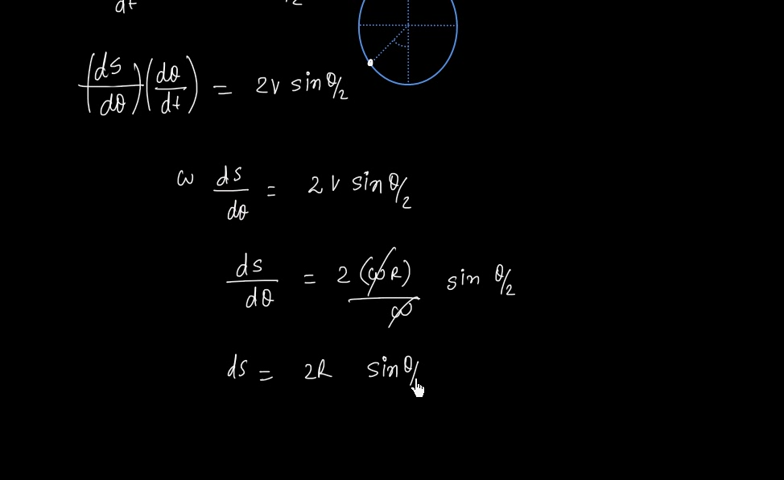 dt /2
(ds/dθ)(dθ/dt) = 2v sin θ/2
ω ds/dθ = 2v sin θ/2
ds/dθ = 2 (ωR)/ω sin θ/2
ds = 2R sin θ/